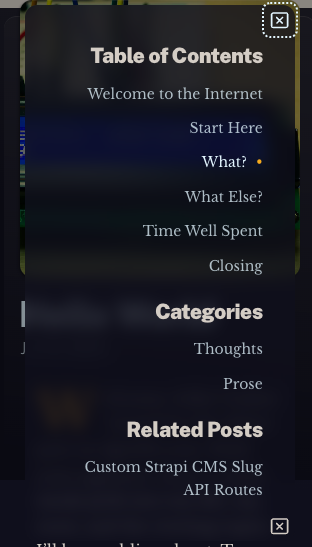 Table of Contents
Welcome to the Internet
Start Here
What?
What Else?
Time Well Spent
Closing
Categories
Thoughts
Prose
Related Posts
Custom Strapi CMS Slug
API Routes